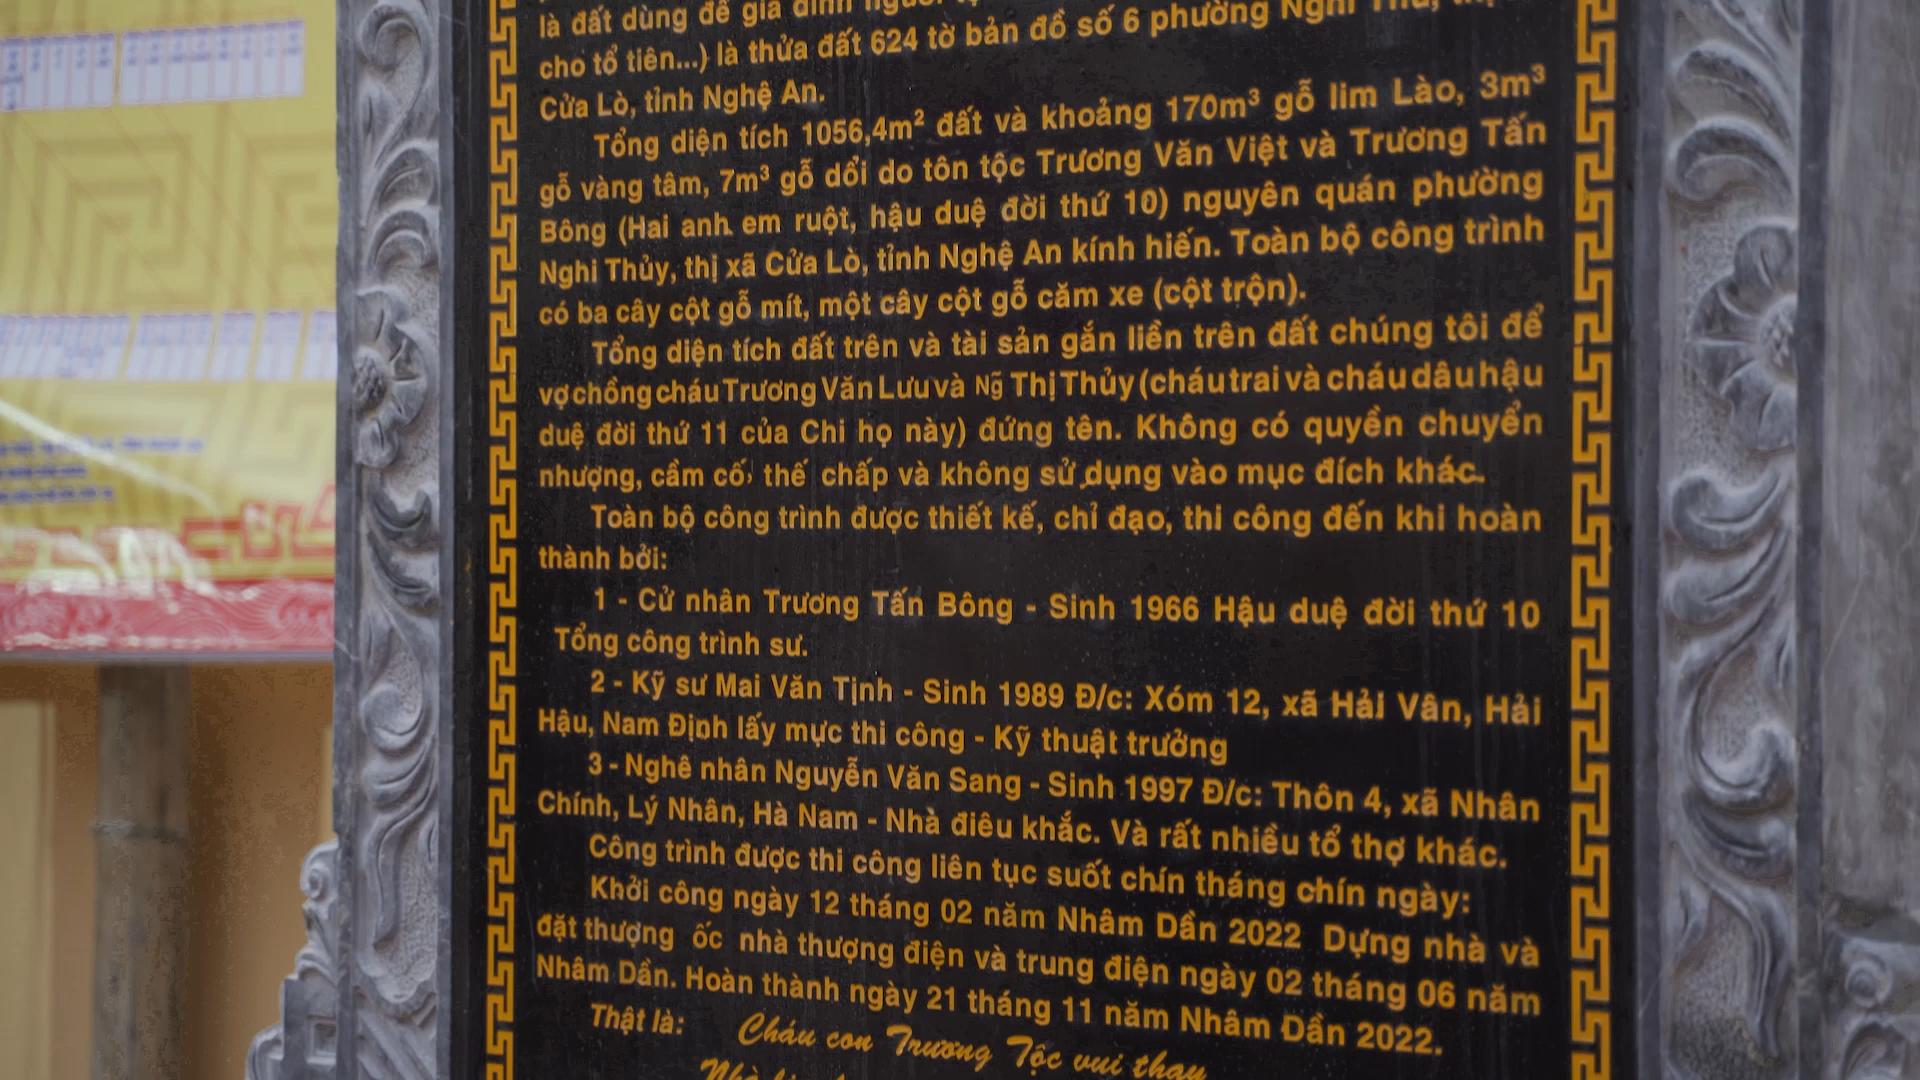 là đất dùng để gia đình người
cho tổ tiên...) là thửa đất 624 tờ bản đồ số 6 phường Nghi Thu,
Cửa Lò, tỉnh Nghệ An.
Tổng diện tích 1056,4m² đất và khoảng 170m³ gỗ lim Lào, 3m³
gỗ vàng tâm, 7m³ gỗ dổi do tôn tộc Trương Văn Việt và Trương Tấn
Bông (Hai anh em ruột, hậu duệ đời thứ 10) nguyên quán phường
Nghi Thủy, thị xã Cửa Lò, tỉnh Nghệ An kính hiến. Toàn bộ công trình
có ba cây cột gỗ mít, một cây cột gỗ căm xe (cột trộn).
Tổng diện tích đất trên và tài sản gắn liền trên đất chúng tôi để
vợ chồng cháu Trương Văn Lưu và Ng̃ Thị Thủy (cháu trai và cháu dâu hậu
duệ đời thứ 11 của Chi họ này) đứng tên. Không có quyền chuyển
nhượng, cầm cố, thế chấp và không sử dụng vào mục đích khác.
Toàn bộ công trình được thiết kế, chỉ đạo, thi công đến khi hoàn
thành bởi:
1 - Cử nhân Trương Tấn Bông - Sinh 1966 Hậu duệ đời thứ 10
Tổng công trình sư.
2 - Kỹ sư Mai Văn Tịnh - Sinh 1989 Đ/c: Xóm 12, xã Hải Vân, Hải
Hậu, Nam Định lấy mực thi công - Kỹ thuật trưởng
3 - Nghê nhân Nguyễn Văn Sang - Sinh 1997 Đ/c: Thôn 4, xã Nhân
Chính, Lý Nhân, Hà Nam - Nhà điêu khắc. Và rất nhiều tổ thợ khác.
Công trình được thi công liên tục suốt chín tháng chín ngày:
Khởi công ngày 12 tháng 02 năm Nhâm Dần 2022 Dựng nhà và
đặt thượng ốc nhà thượng điện và trung điện ngày 02 tháng 06 năm
Nhâm Dần. Hoàn thành ngày 21 tháng 11 năm Nhâm Dần 2022.
Thật là: Cháu con Trương Tộc vui thay